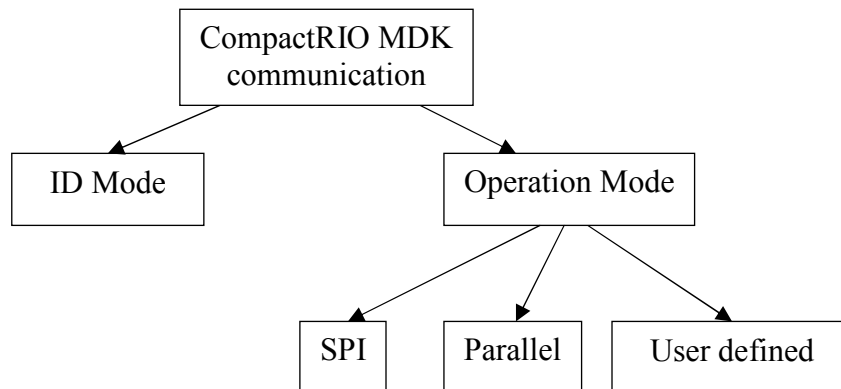 CompactRIO MDK
communication
ID Mode
Operation Mode
SPI
Parallel
User defined